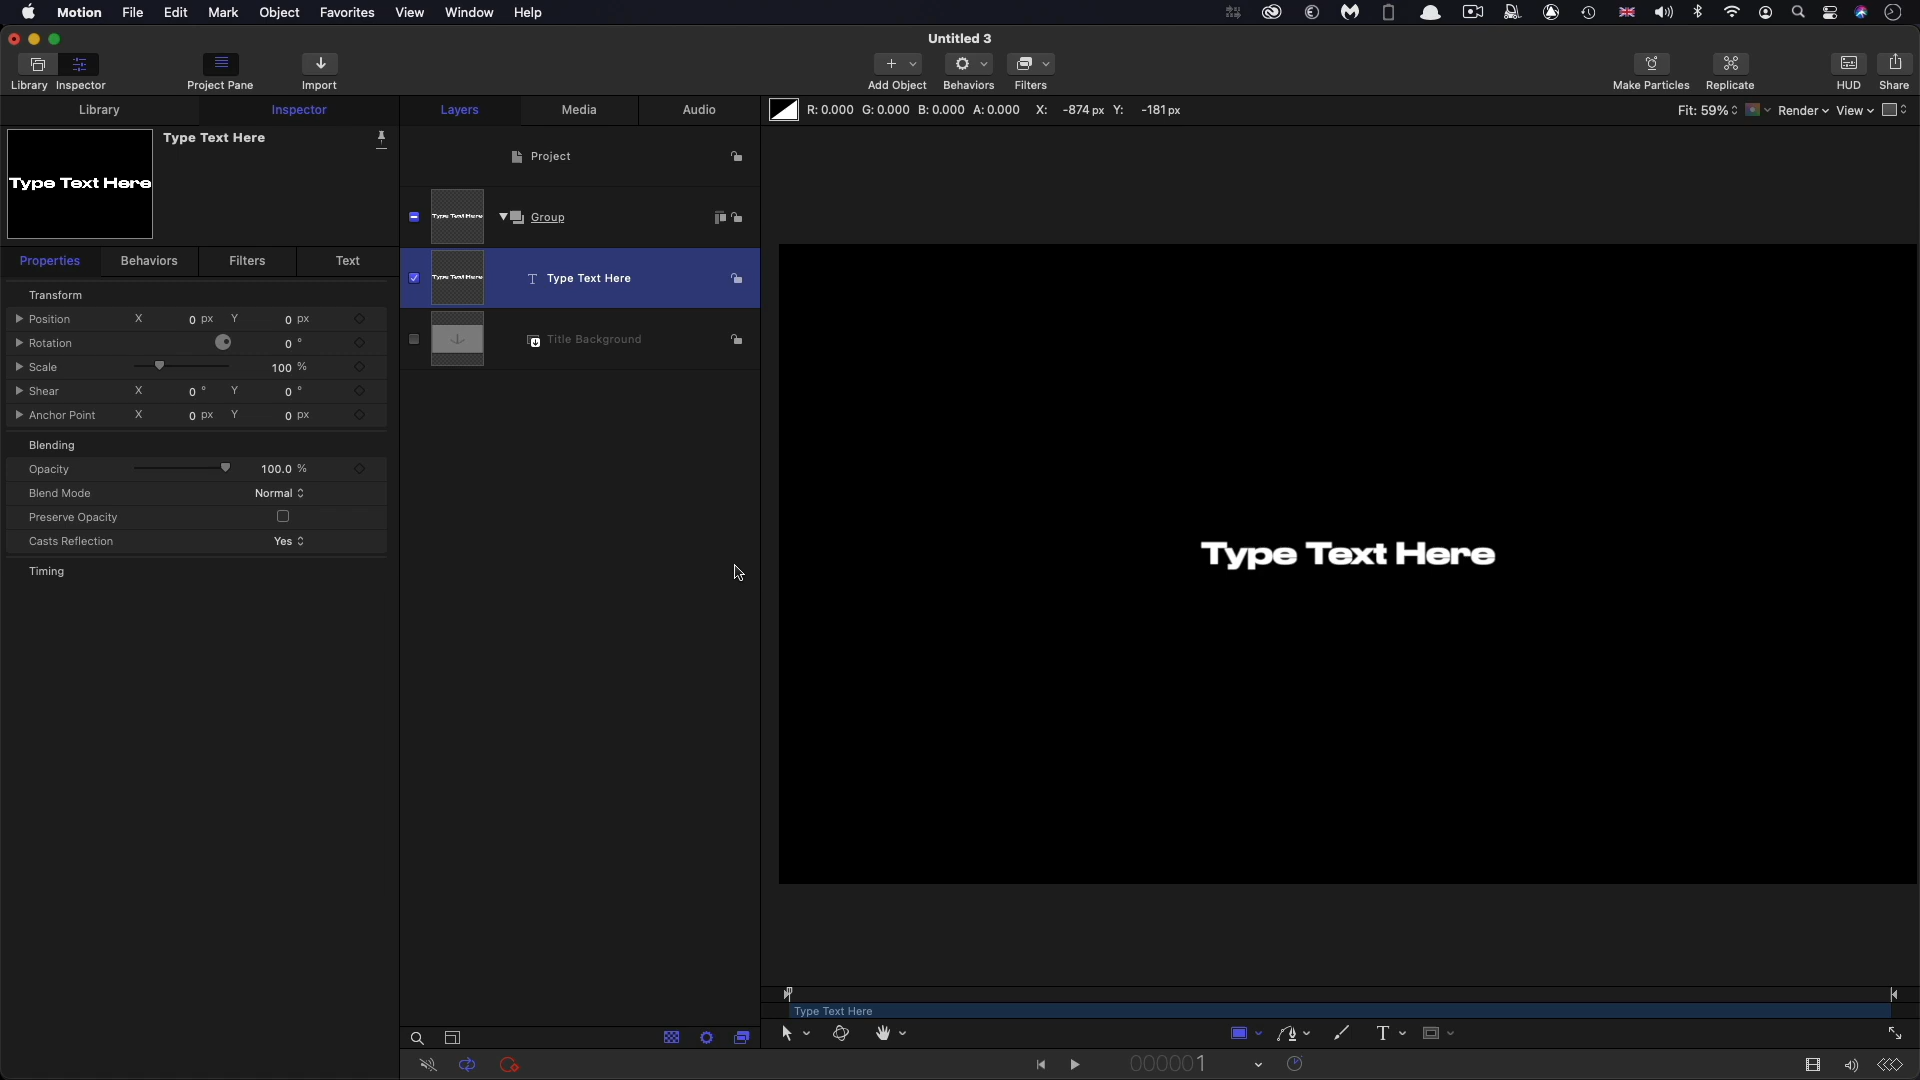 Motion File Edit Mark Object Favorites View Window Help
Untitled 3
Library Inspector Project Pane Import Add Object Behaviors Filters Make Particles Replicate HUD Share
Library Inspector Layers Media Audio R: 0.000 G: 0.000 B: 0.000 A: 0.000 X: -874 px Y: -181 px Fit: 59% Render View
Type Text Here
Type Text Here
Project
Group
Type Text Here
Title Background
Properties Behaviors Filters Text
Transform
Position X 0 px Y 0 px
Rotation 0 °
Scale 100 %
Shear X 0 ° Y 0 °
Anchor Point X 0 px Y 0 px
Blending
Opacity 100.0 %
Blend Mode Normal
Preserve Opacity
Casts Reflection Yes
Timing
Type Text Here
Type Text Here
T
000001